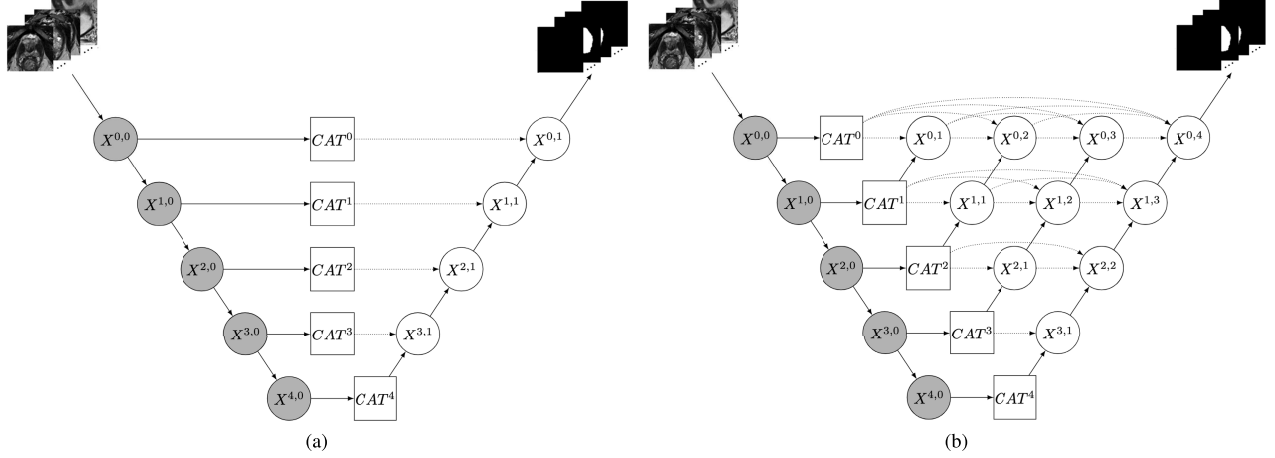 X^{0,0} CAT^0 X^{0,1}
X^{1,0} CAT^1 X^{1,1}
X^{2,0} CAT^2 X^{2,1}
X^{3,0} CAT^3 X^{3,1}
X^{4,0} CAT^4
(a)
X^{0,0} CAT^0 X^{0,1} X^{0,2} X^{0,3} X^{0,4}
X^{1,0} CAT^1 X^{1,1} X^{1,2} X^{1,3}
X^{2,0} CAT^2 X^{2,1} X^{2,2}
X^{3,0} CAT^3 X^{3,1}
X^{4,0} CAT^4
(b)